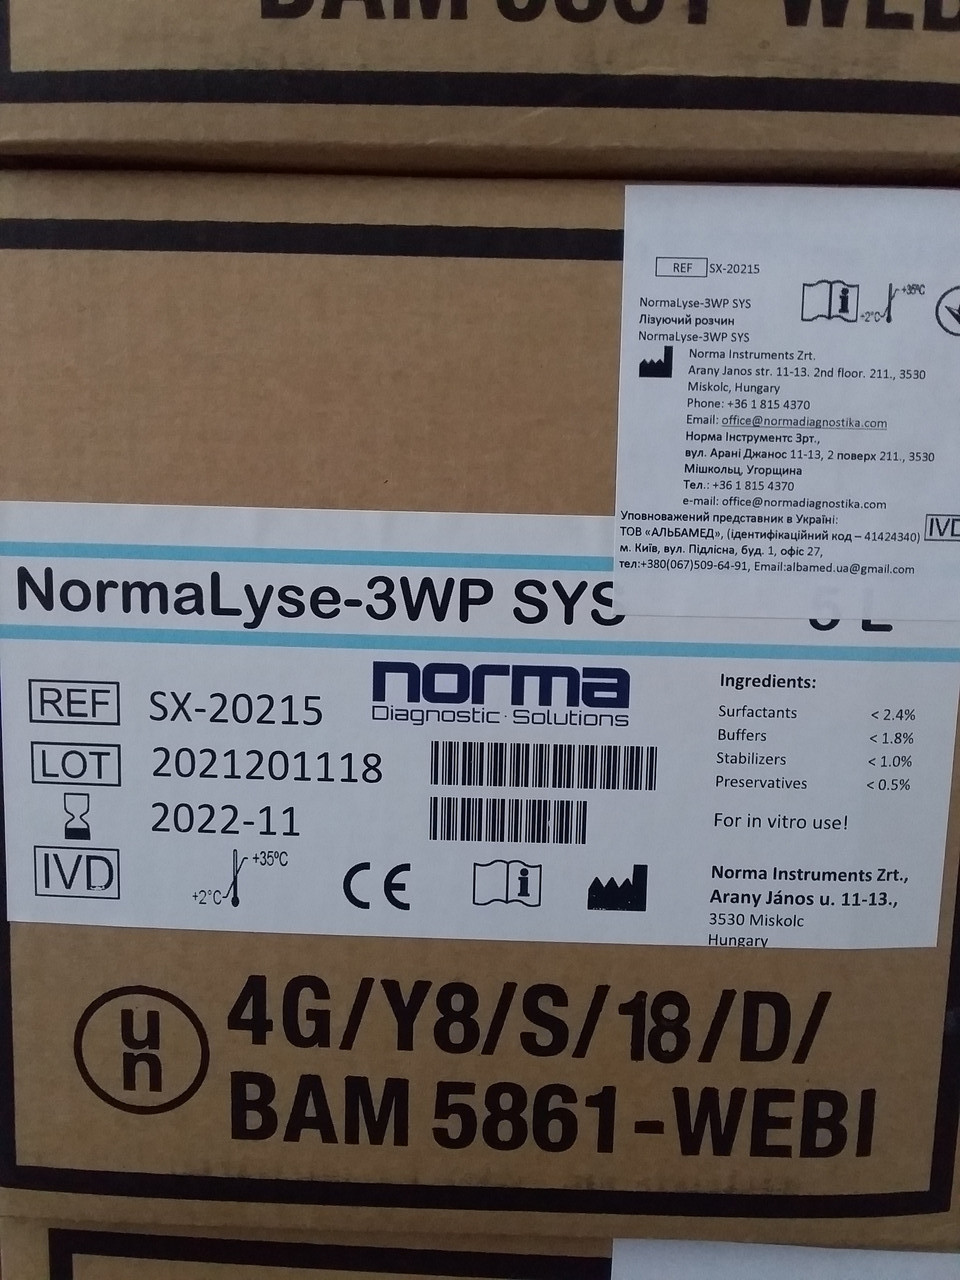 REF SX-20215
+35°C
+2°C
NormaLyse-3WP SYS
Лізуючий розчин
NormaLyse-3WP SYS
Norma Instruments Zrt.
Arany Janos str. 11-13. 2nd floor. 211., 3530
Miskolc, Hungary
Phone: +36 1 815 4370
Email: office@normadiagnostika.com
Норма Інструментс Зрт.,
вул. Арані Джанос 11-13, 2 поверх 211., 3530
Мішкольц, Угорщина
Тел.: +36 1 815 4370
e-mail: office@normadiagnostika.com
Уповноважений представник в Україні:
ТОВ «АЛЬБАМЕД», (ідентифікаційний код – 41424340)
IVD
м. Київ, вул. Підлісна, буд. 1, офіс 27,
тел:+380(067)509-64-91, Email:albamed.ua@gmail.com
NormaLyse-3WP SYS 5 L
norma
Diagnostic · Solutions
REF SX-20215
LOT 2021201118
2022-11
IVD
+35°C
+2°C
CE
Ingredients:
Surfactants < 2.4%
Buffers < 1.8%
Stabilizers < 1.0%
Preservatives < 0.5%
For in vitro use!
Norma Instruments Zrt.,
Arany János u. 11-13.,
3530 Miskolc
Hungary
un
4G/Y8/S/18/D/
BAM 5861-WEBI